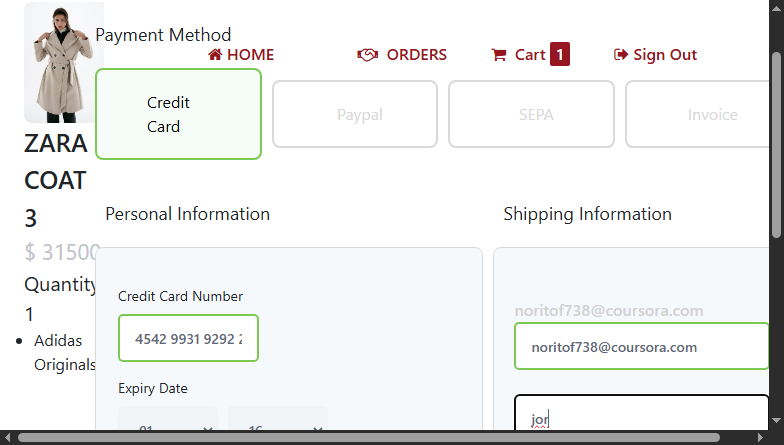 Payment Method
HOME
ORDERS
Cart 1
Sign Out
Credit
Card
Paypal
SEPA
Invoice
ZARA
COAT
3
$ 31500
Quantity
1
Adidas
Originals
Personal Information
Shipping Information
Credit Card Number
4542 9931 9292
Expiry Date
01
16
noritof738@coursora.com
noritof738@coursora.com
jor